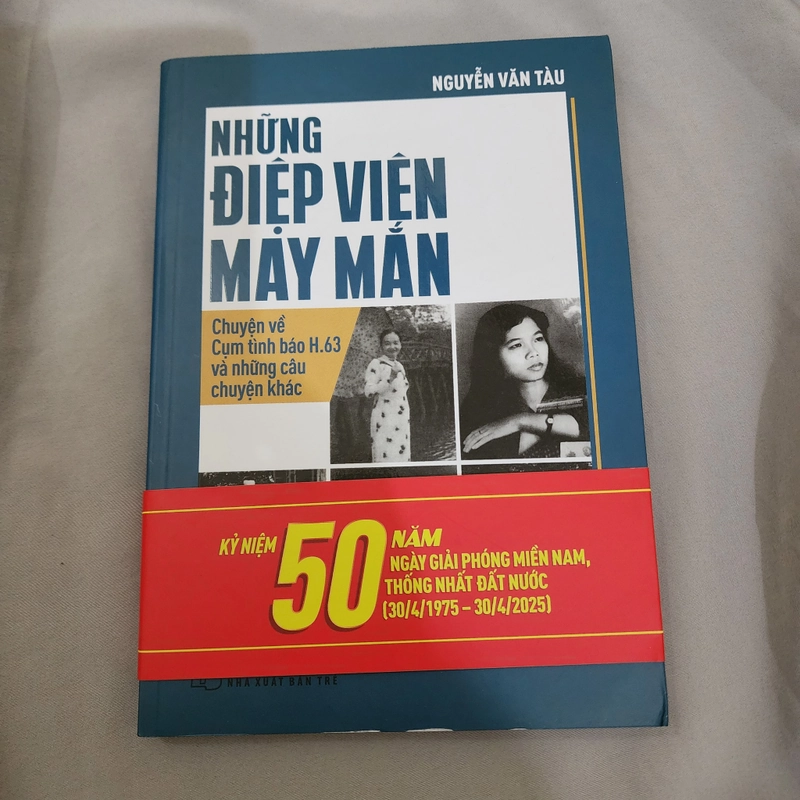 NGUYỄN VĂN TÀU
NHỮNG
ĐIỆP VIÊN
MAY MẮN
Chuyện về
Cụm tình báo H.63
và những câu
chuyện khác
KỶ NIỆM 50 NĂM
NGÀY GIẢI PHÓNG MIỀN NAM,
THỐNG NHẤT ĐẤT NƯỚC
(30/4/1975 – 30/4/2025)
NHÀ XUẤT BẢN TRẺ